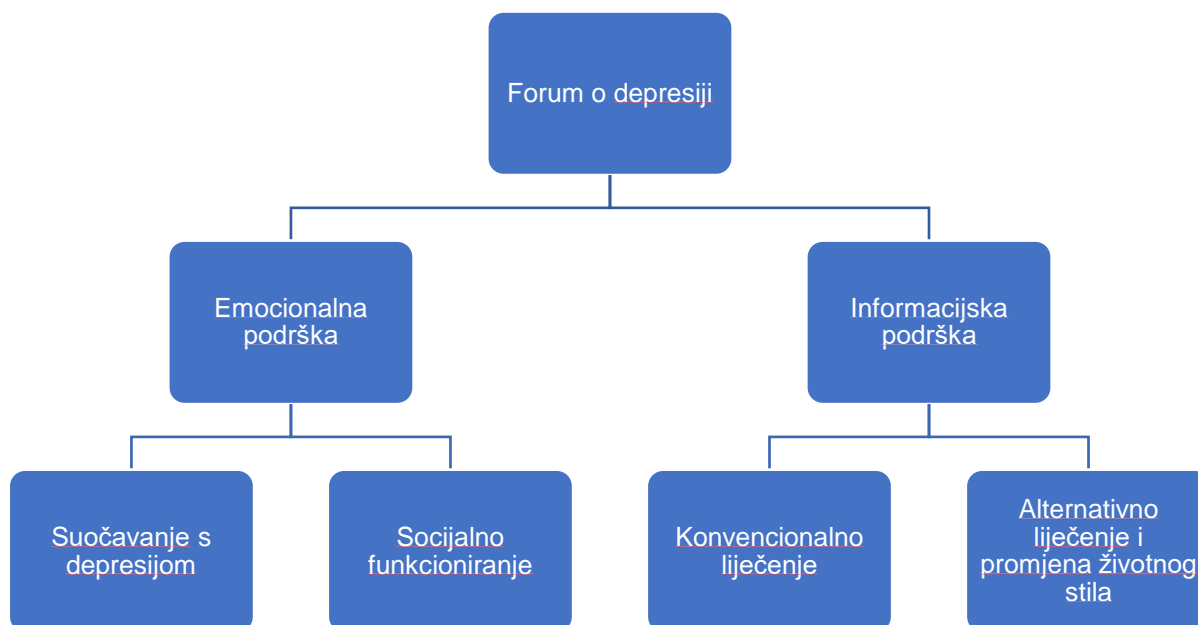 Forum o depresiji
Emocionalna
podrška
Informacijska
podrška
Suočavanje s
depresijom
Socijalno
funkcioniranje
Konvencionalno
liječenje
Alternativno
liječenje i
promjena životnog
stila